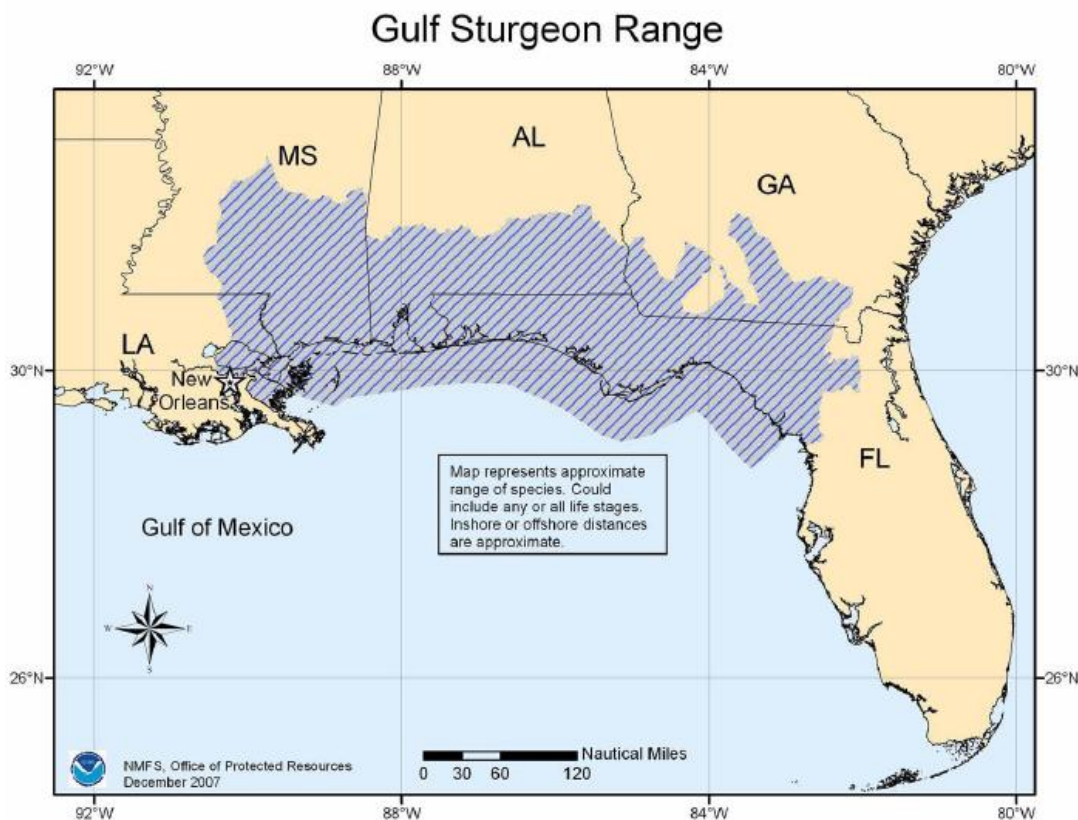 Gulf Sturgeon Range
92°W 88°W 84°W 80°W
MS
AL
GA
LA
30°N 30°N
New
Orleans
FL
Map represents approximate
range of species. Could
include any or all life stages.
Inshore or offshore distances
are approximate.
Gulf of Mexico
N
W E
S
26°N 26°N
Nautical Miles
0 30 60 120
NMFS, Office of Protected Resources
December 2007
92°W 88°W 84°W 80°W